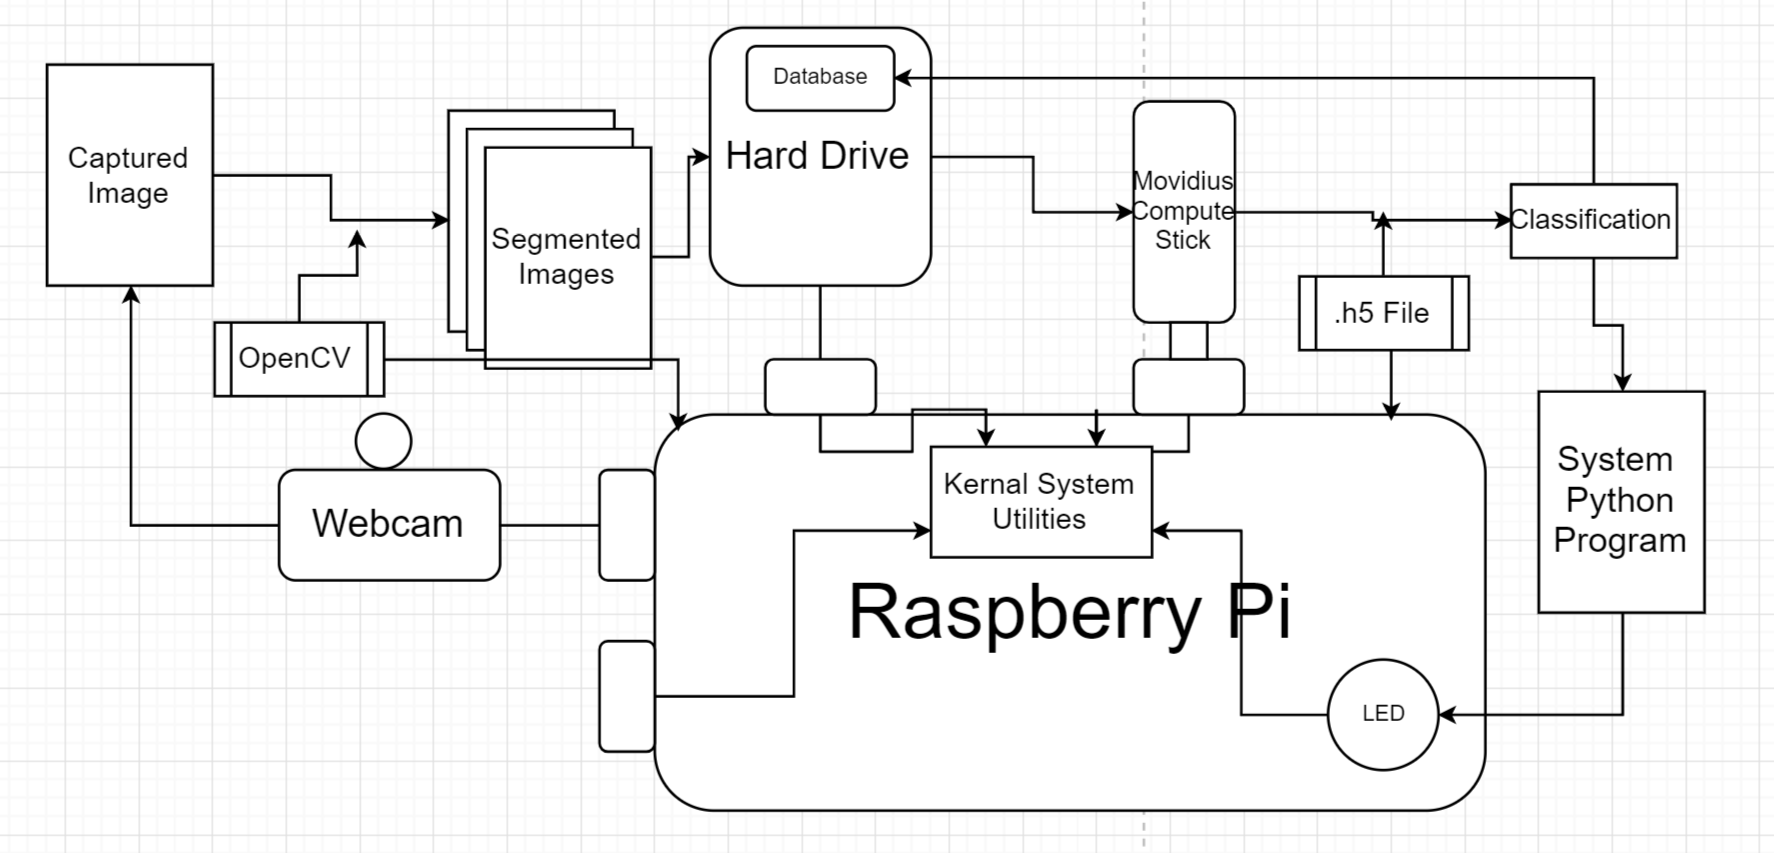 Database
Captured
Image
Hard Drive
Segmented
Images
Movidius
Compute
Stick
Classification
.h5 File
OpenCV
Webcam
Kernal System
Utilities
System
Python
Program
Raspberry Pi
LED